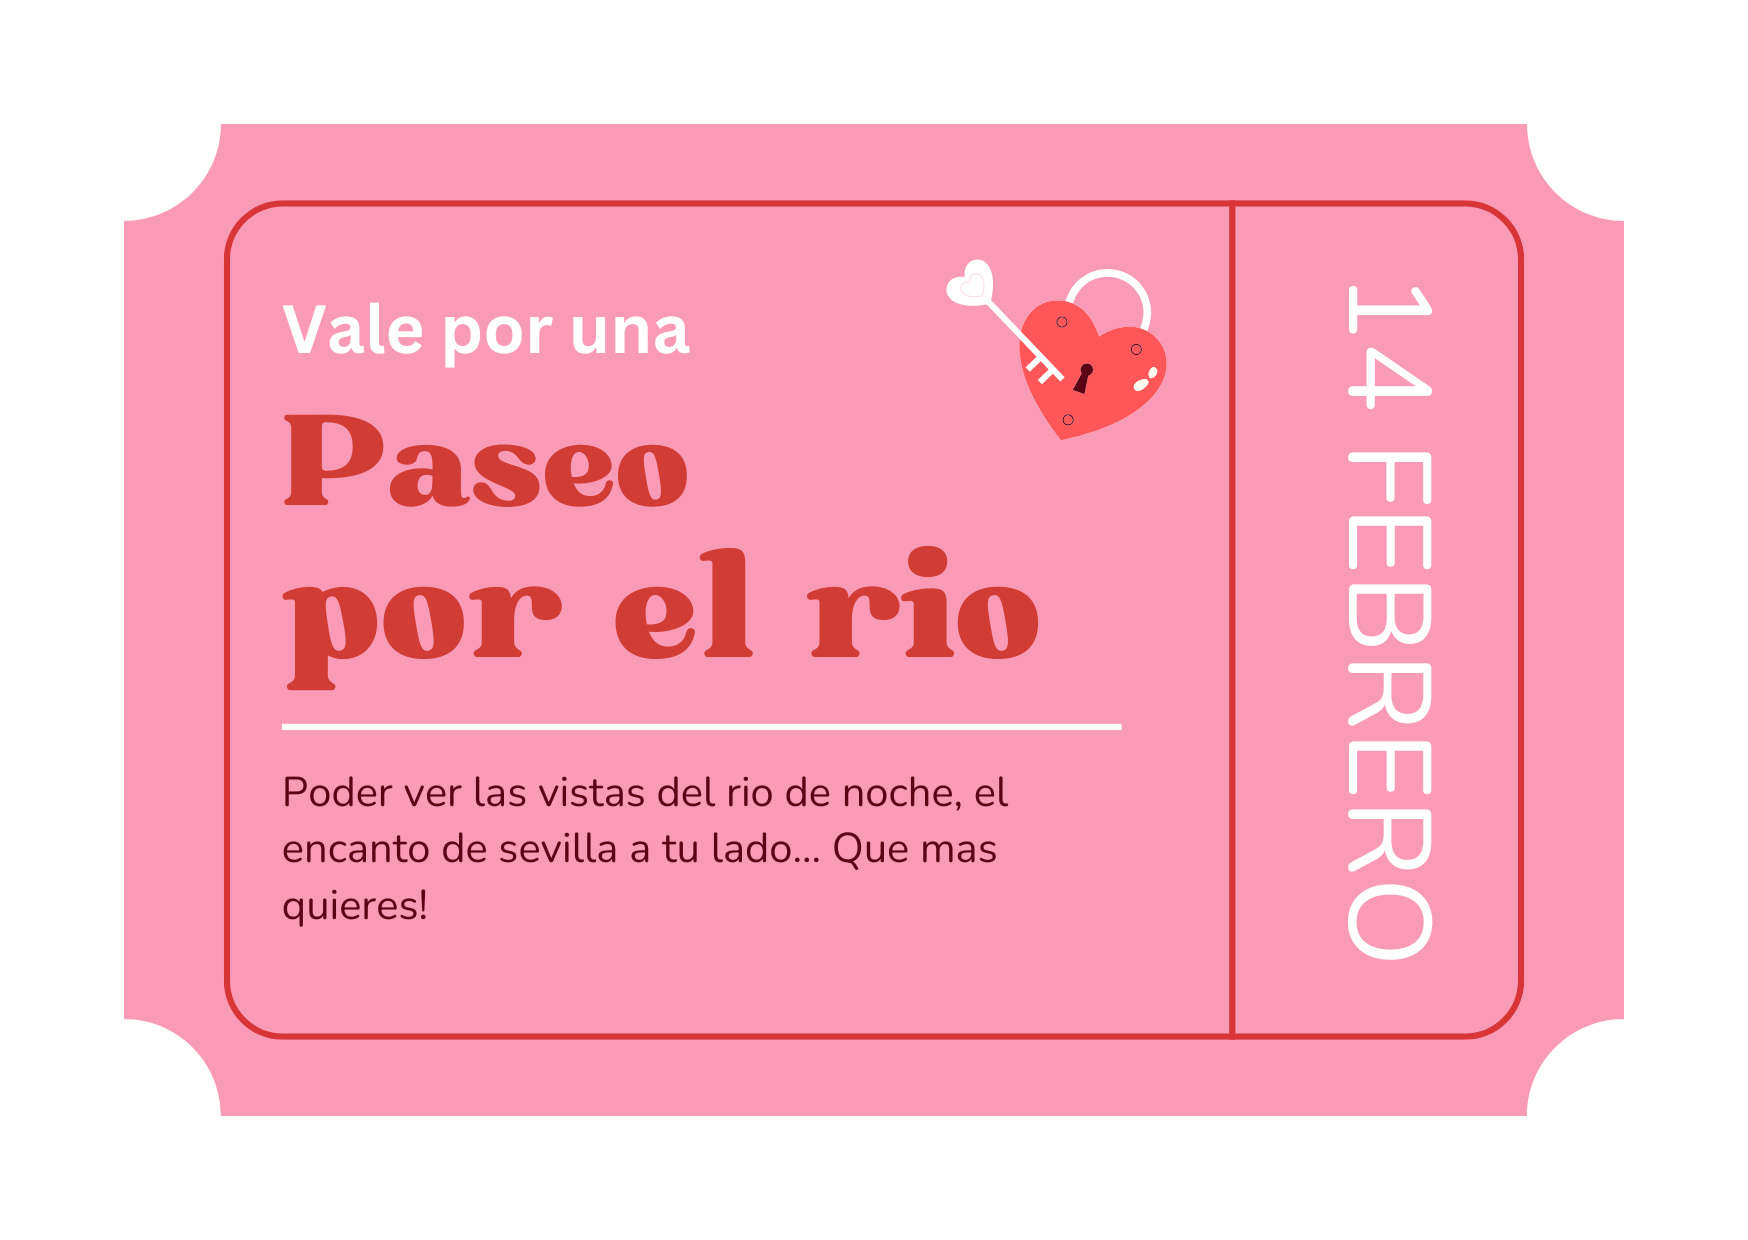 Vale por una
Paseo
por el rio
Poder ver las vistas del rio de noche, el
encanto de sevilla a tu lado... Que mas
quieres!
14 FEBRERO